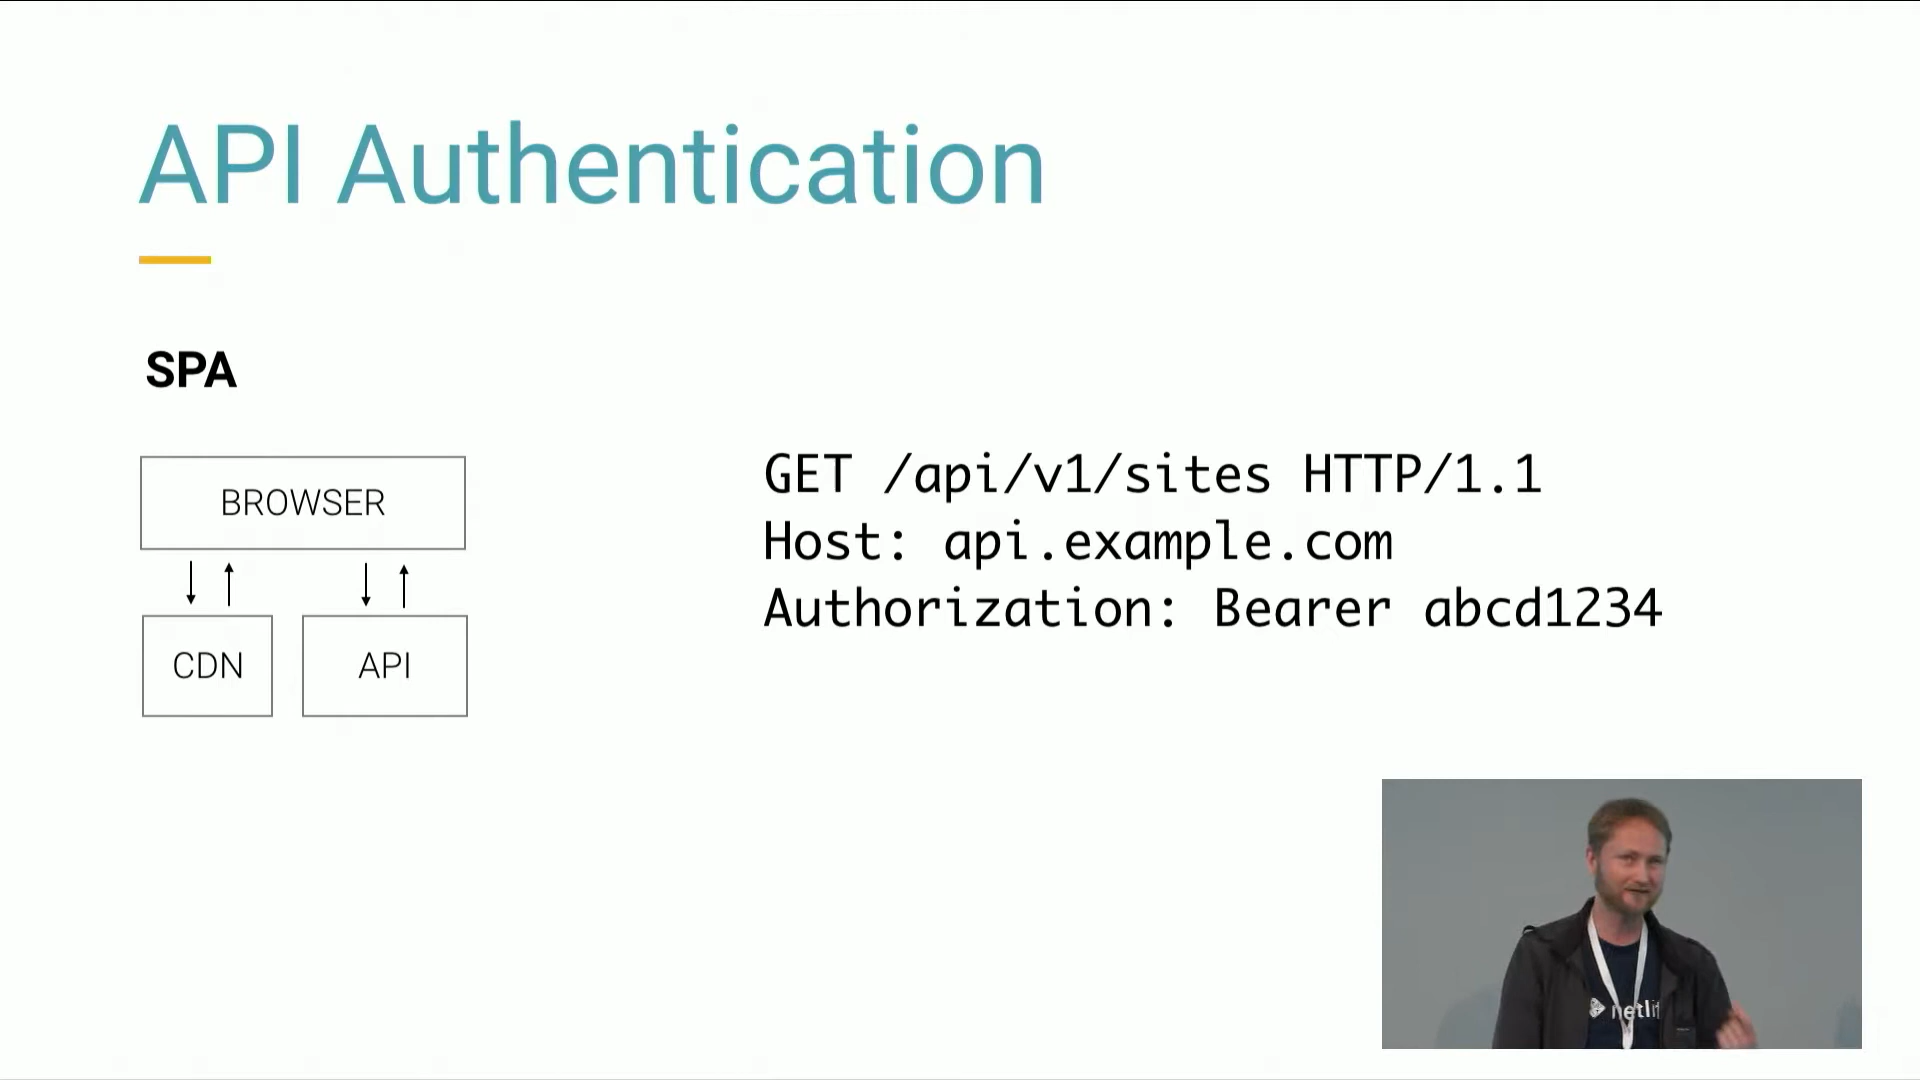 API Authentication
SPA
BROWSER
CDN
API
GET /api/v1/sites HTTP/1.1
Host: api.example.com
Authorization: Bearer abcd1234
netlif